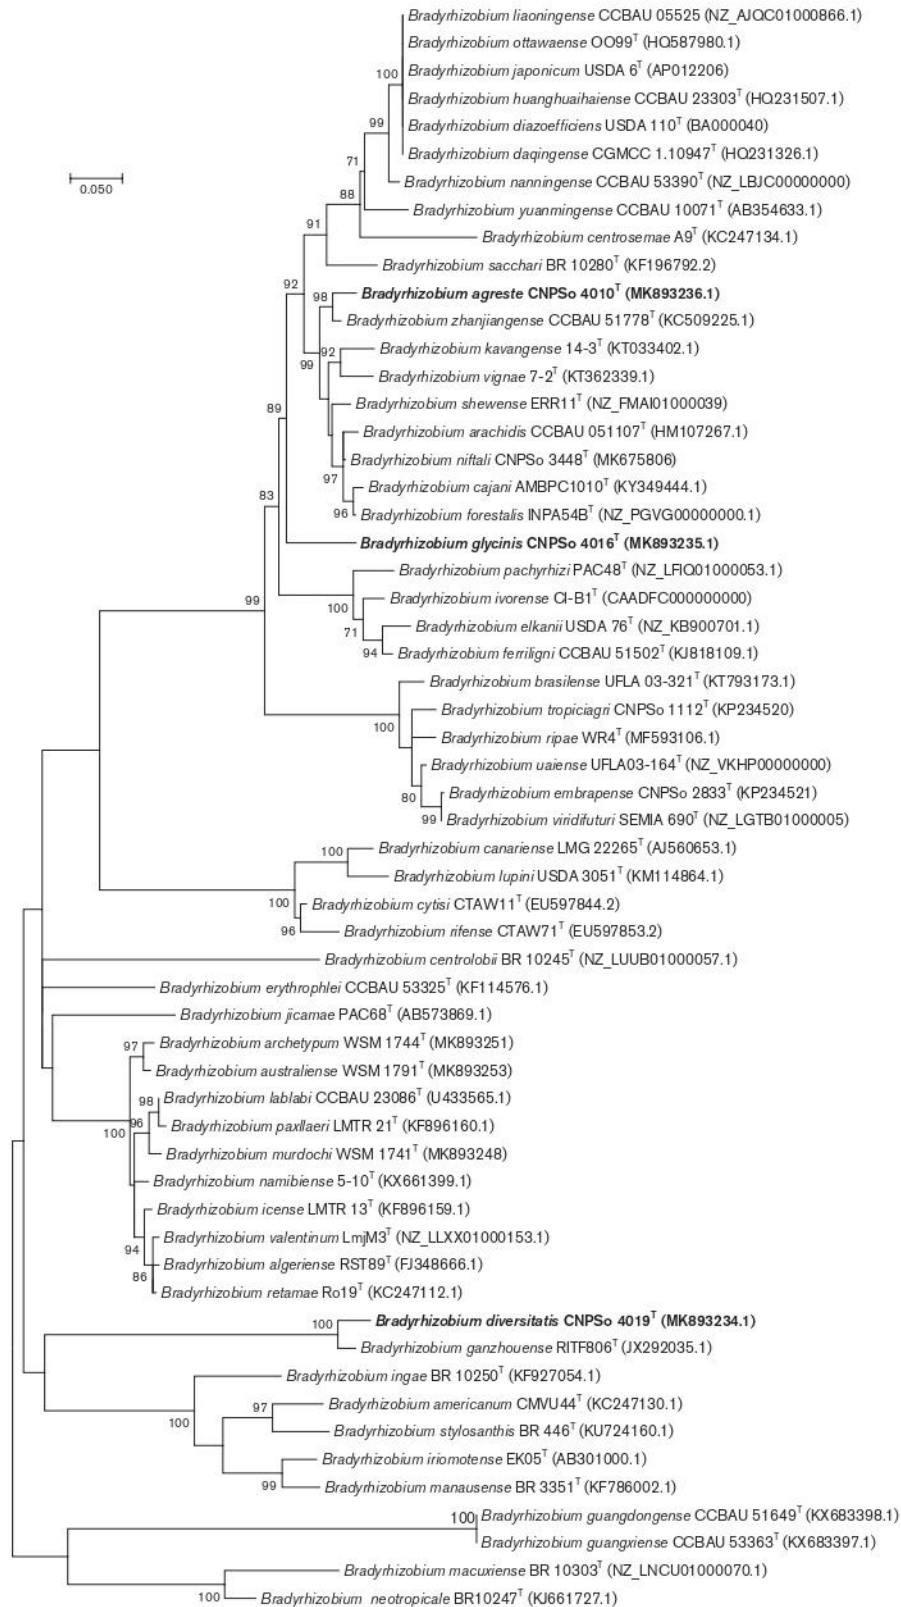 Bradyrhizobium liaoningense CCBAU 05525 (NZ_AJQC01000866.1)
Bradyrhizobium ottawaense OO99T (HQ587980.1)
Bradyrhizobium japonicum USDA 6T (AP012206)
100
Bradyrhizobium huanghuaihaiense CCBAU 23303T (HQ231507.1)
99
Bradyrhizobium diazoefficiens USDA 110T (BA000040)
Bradyrhizobium daqingense CGMCC 1.10947T (HQ231326.1)
71
Bradyrhizobium nanningense CCBAU 53390T (NZ_LBJC00000000)
0.050
88
Bradyrhizobium yuanmingense CCBAU 10071T (AB354633.1)
91
Bradyrhizobium centrosemae A9T (KC247134.1)
Bradyrhizobium sacchari BR 10280T (KF196792.2)
92
98
Bradyrhizobium agreste CNPSo 4010T (MK893236.1)
Bradyrhizobium zhanjiangense CCBAU 51778T (KC509225.1)
92
Bradyrhizobium kavangense 14-3T (KT033402.1)
99
Bradyrhizobium vignae 7-2T (KT362339.1)
Bradyrhizobium shewense ERR11T (NZ_FMAI01000039)
89
Bradyrhizobium arachidis CCBAU 051107T (HM107267.1)
Bradyrhizobium niftali CNPSo 3448T (MK675806)
97
Bradyrhizobium cajani AMBPC1010T (KY349444.1)
83
96
Bradyrhizobium forestalis INPA54BT (NZ_PGVG00000000.1)
Bradyrhizobium glycinis CNPSo 4016T (MK893235.1)
Bradyrhizobium pachyrhizi PAC48T (NZ_LFIQ01000053.1)
99
100
Bradyrhizobium ivorense CI-B1T (CAADFC000000000)
71
Bradyrhizobium elkanii USDA 76T (NZ_KB900701.1)
94
Bradyrhizobium ferriligni CCBAU 51502T (KJ818109.1)
Bradyrhizobium brasilense UFLA 03-321T (KT793173.1)
Bradyrhizobium tropiciagri CNPSo 1112T (KP234520)
100
Bradyrhizobium ripae WR4T (MF593106.1)
Bradyrhizobium uaiense UFLA03-164T (NZ_VKHP00000000)
80
Bradyrhizobium embrapense CNPSo 2833T (KP234521)
99
Bradyrhizobium viridifuturi SEMIA 690T (NZ_LGTB01000005)
100
Bradyrhizobium canariense LMG 22265T (AJ560653.1)
Bradyrhizobium lupini USDA 3051T (KM114864.1)
100
Bradyrhizobium cytisi CTAW11T (EU597844.2)
96
Bradyrhizobium rifense CTAW71T (EU597853.2)
Bradyrhizobium centrolobii BR 10245T (NZ_LUUB01000057.1)
Bradyrhizobium erythrophlei CCBAU 53325T (KF114576.1)
Bradyrhizobium jicamae PAC68T (AB573869.1)
97
Bradyrhizobium archetypum WSM 1744T (MK893251)
Bradyrhizobium australiense WSM 1791T (MK893253)
98
Bradyrhizobium lablabi CCBAU 23086T (U433565.1)
96
100
Bradyrhizobium paxllaeri LMTR 21T (KF896160.1)
Bradyrhizobium murdochi WSM 1741T (MK893248)
Bradyrhizobium namibiense 5-10T (KX661399.1)
Bradyrhizobium icense LMTR 13T (KF896159.1)
94
Bradyrhizobium valentinum LmjM3T (NZ_LLXX01000153.1)
Bradyrhizobium algeriense RST89T (FJ348666.1)
86
Bradyrhizobium retamae Ro19T (KC247112.1)
100
Bradyrhizobium diversitatis CNPSo 4019T (MK893234.1)
Bradyrhizobium ganzhouense RITF806T (JX292035.1)
Bradyrhizobium ingae BR 10250T (KF927054.1)
97
Bradyrhizobium americanum CMVU44T (KC247130.1)
100
Bradyrhizobium stylosanthis BR 446T (KU724160.1)
Bradyrhizobium iriomotense EK05T (AB301000.1)
99
Bradyrhizobium manausense BR 3351T (KF786002.1)
100
Bradyrhizobium guangdongense CCBAU 51649T (KX683398.1)
Bradyrhizobium guangxiense CCBAU 53363T (KX683397.1)
Bradyrhizobium macuxiense BR 10303T (NZ_LNCU01000070.1)
100
Bradyrhizobium neotropicale BR10247T (KJ661727.1)